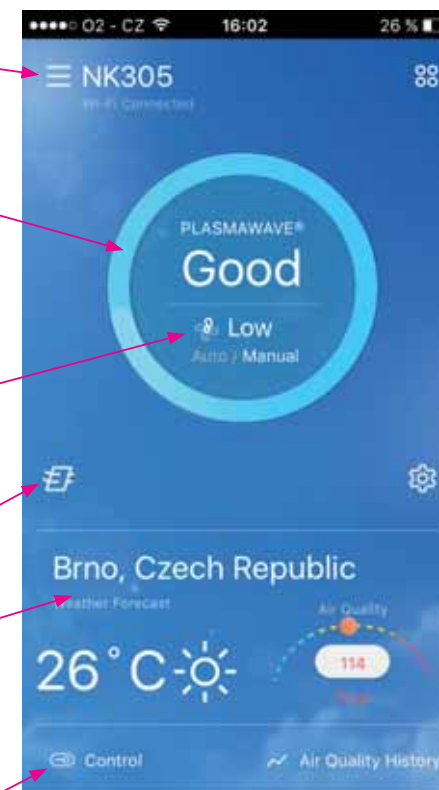 O2 - CZ 16:02 26 %
NK305
Wi-Fi Connected
PLASMAWAVE®
Good
Low
Auto / Manual
Brno, Czech Republic
Weather Forecast
Air Quality
26°C
114
Control Air Quality History